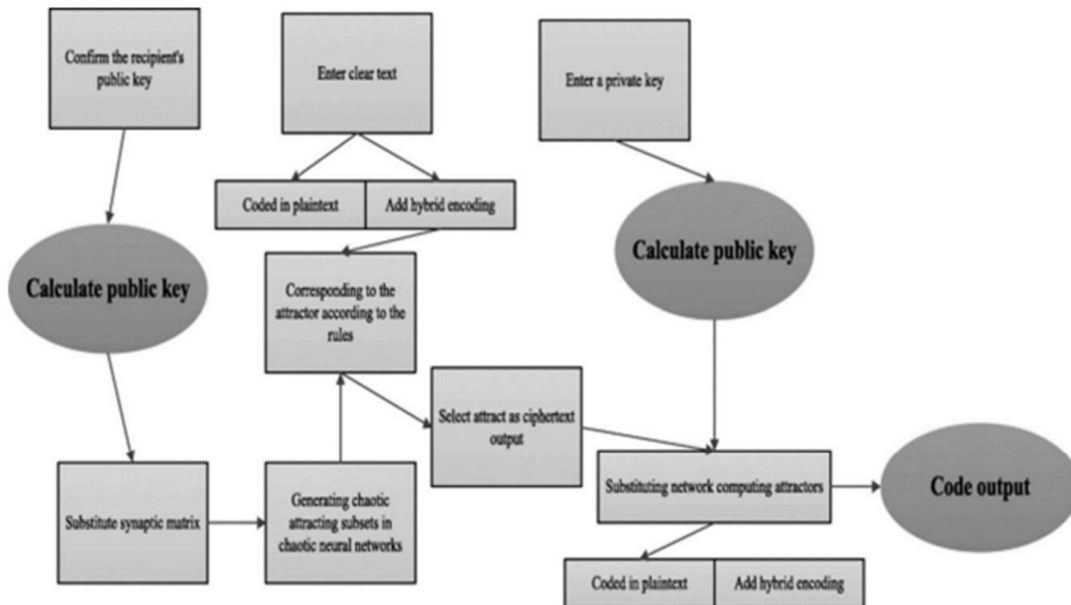 Confirm the recipient's
public key
Enter clear text
Enter a private key
Coded in plaintext
Add hybrid encoding
Calculate public key
Calculate public key
Corresponding to the
attractor according to the
rules
Select attract as ciphertext
output
Substitute synaptic matrix
Generating chaotic
attracting subsets in
chaotic neural networks
Substituting network computing attractors
Code output
Coded in plaintext
Add hybrid encoding